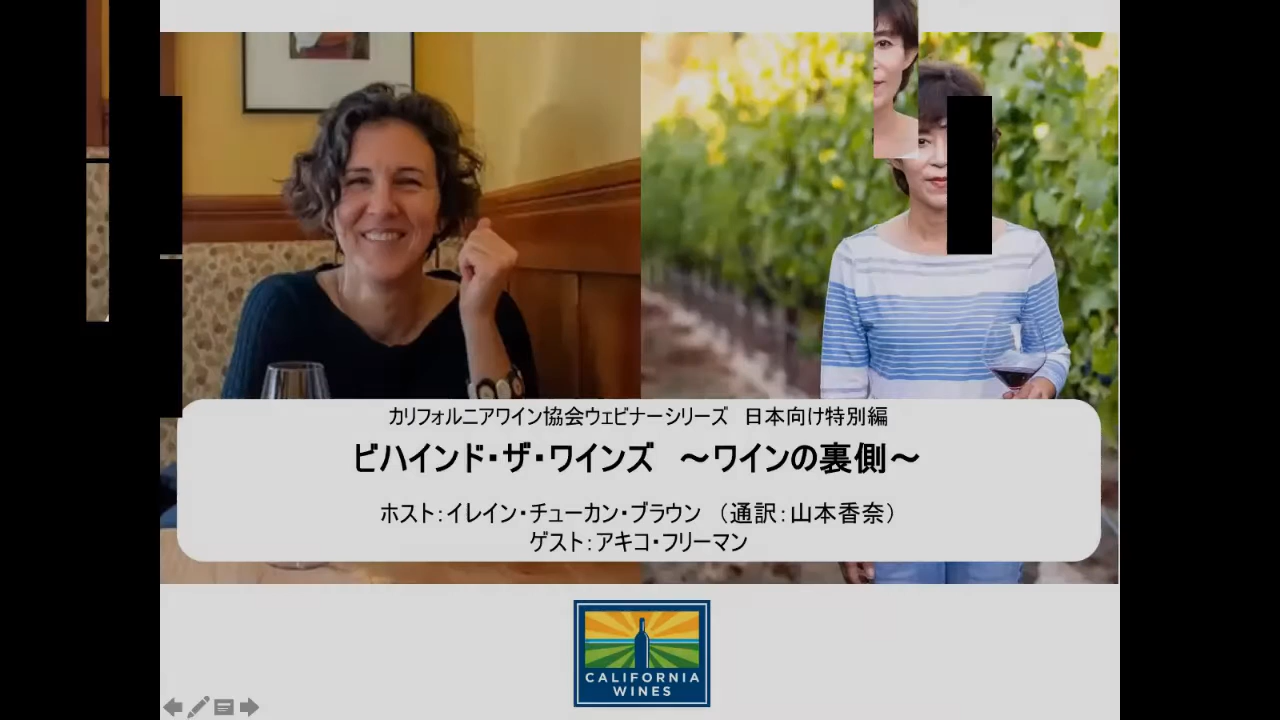 カリフォルニアワイン協会ウェビナーシリーズ　日本向け特別編
ビハインド・ザ・ワインズ　～ワインの裏側～
ホスト：イレイン・チューカン・ブラウン　（通訳：山本香奈）
ゲスト：アキコ・フリーマン
CALIFORNIA
WINES